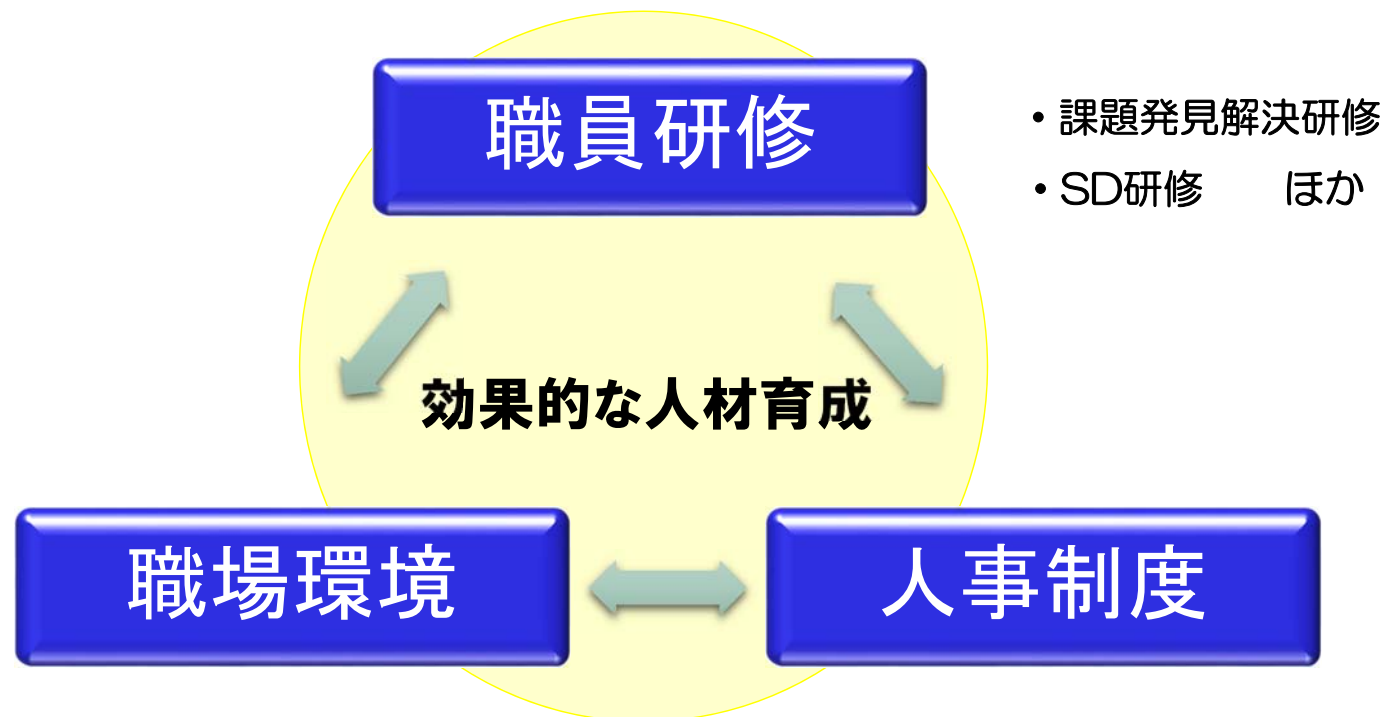 職員研修
・課題発見解決研修
・SD研修　　ほか
効果的な人材育成
職場環境
人事制度